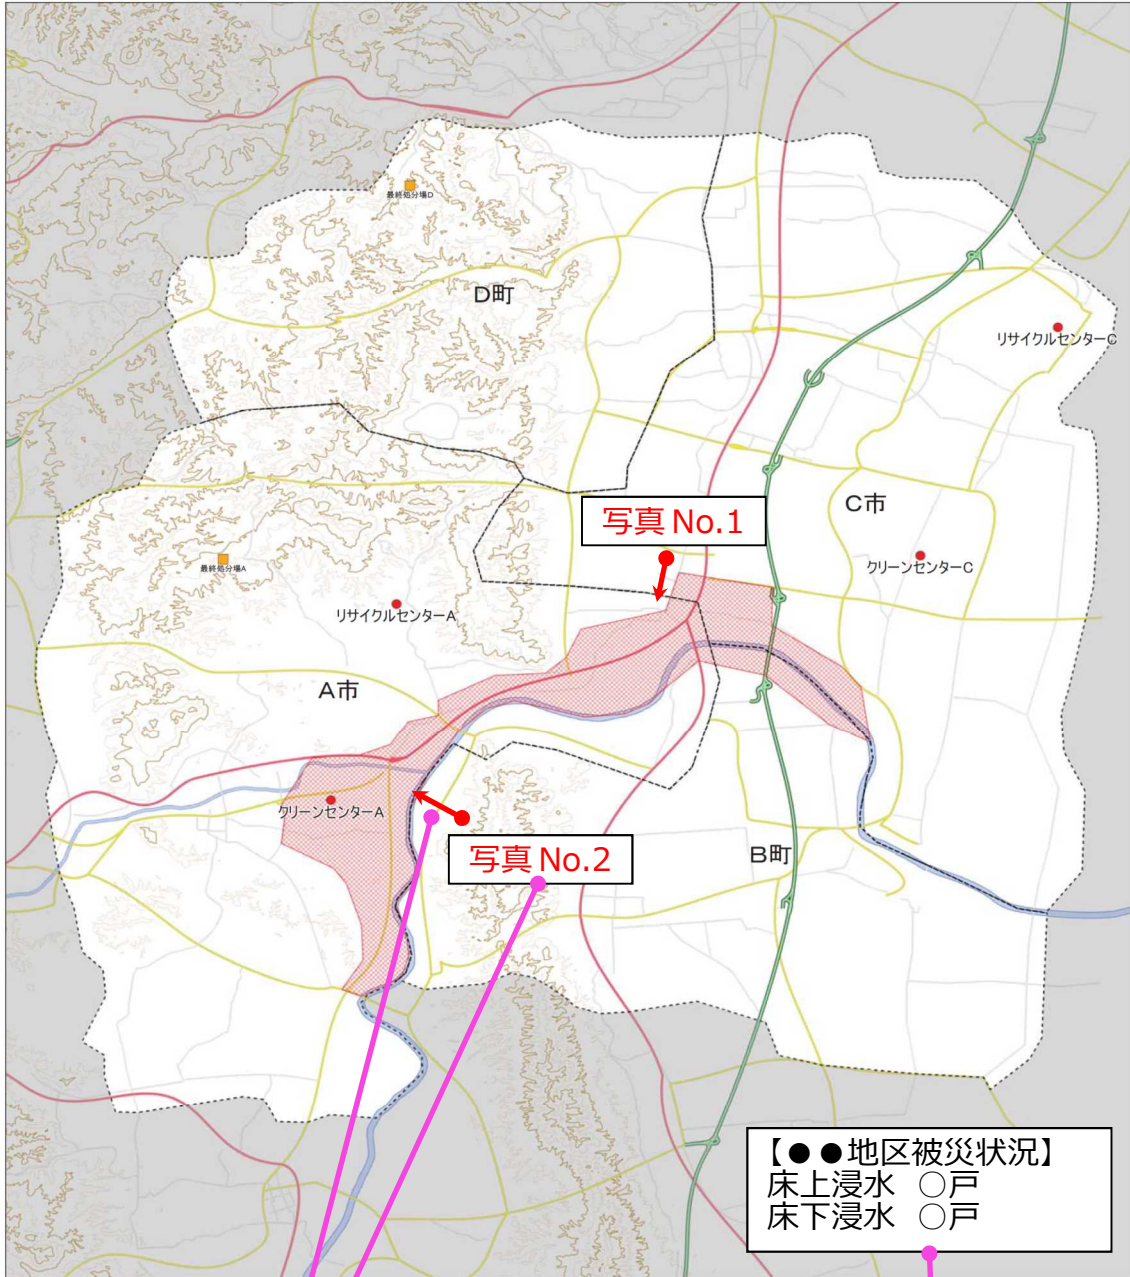 最終処分場D
D町
リサイクルセンターC
写真 No.1
C市
クリーンセンターC
最終処分場A
リサイクルセンターA
A市
クリーンセンターA
写真 No.2
B町
【●●地区被災状況】
床上浸水 ○戸
床下浸水 ○戸